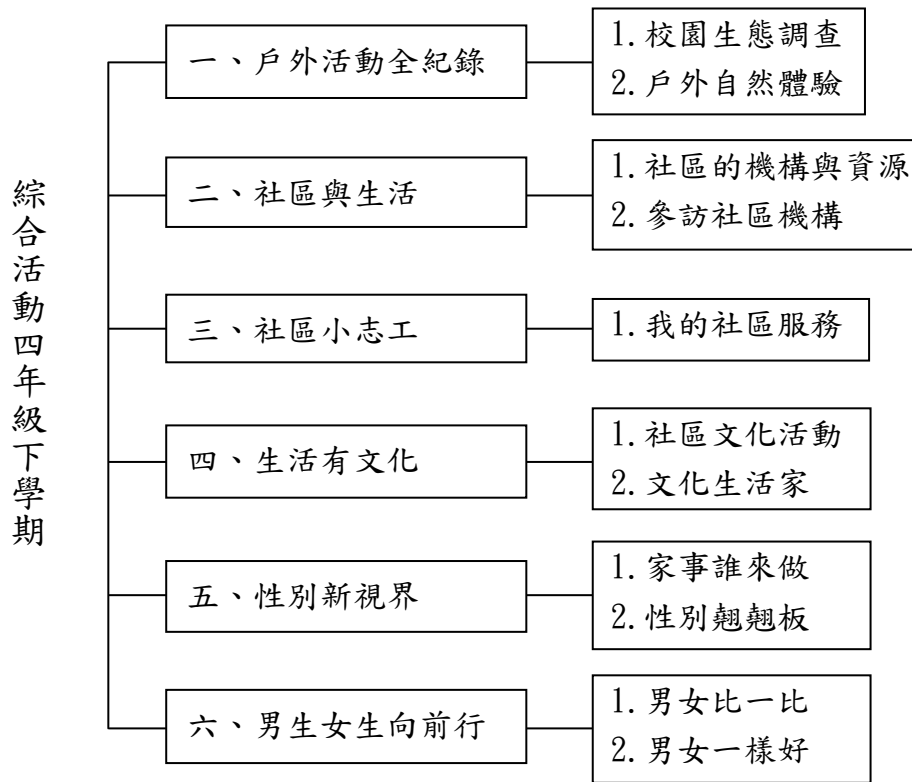 綜合活動四年級下學期
一、戶外活動全紀錄
1.校園生態調查
2.戶外自然體驗
二、社區與生活
1.社區的機構與資源
2.參訪社區機構
三、社區小志工
1.我的社區服務
四、生活有文化
1.社區文化活動
2.文化生活家
五、性別新視界
1.家事誰來做
2.性別翹翹板
六、男生女生向前行
1.男女比一比
2.男女一樣好